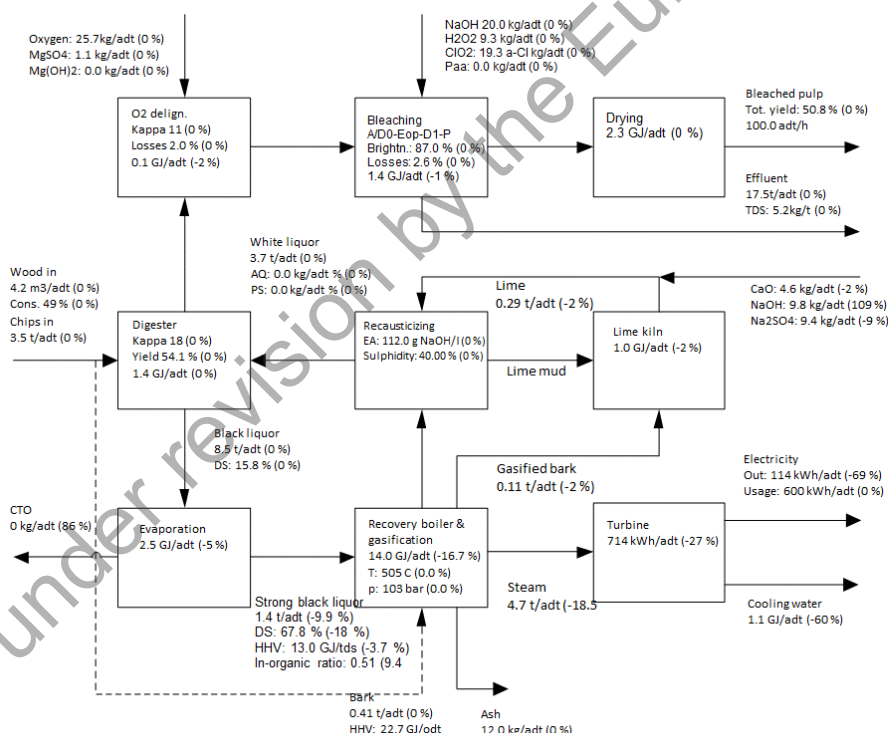 Oxygen: 25.7kg/adt (0 %)
MgSO4: 1.1 kg/adt (0 %)
Mg(OH)2: 0.0 kg/adt (0 %)
NaOH 20.0 kg/adt (0 %)
H2O2 9.3 kg/adt (0 %)
ClO2: 19.3 a-Cl kg/adt (0 %)
Paa: 0.0 kg/adt (0 %)
O2 delign.
Kappa 11 (0 %)
Losses 2.0 % (0 %)
0.1 GJ/adt (-2 %)
Bleaching
A/D0-Eop-D1-P
Brightn.: 87.0 % (0 %)
Losses: 2.6 % (0 %)
1.4 GJ/adt (-1 %)
Drying
2.3 GJ/adt (0 %)
Bleached pulp
Tot. yield: 50.8 % (0 %)
100.0 adt/h
Effluent
17.5t/adt (0 %)
TDS: 5.2kg/t (0 %)
White liquor
3.7 t/adt (0 %)
AQ: 0.0 kg/adt % (0 %)
PS: 0.0 kg/adt % (0 %)
Wood in
4.2 m3/adt (0 %)
Cons. 49 % (0 %)
Chips in
3.5 t/adt (0 %)
Digester
Kappa 18 (0 %)
Yield 54.1 % (0 %)
1.4 GJ/adt (0 %)
Recausticizing
EA: 112.0 g NaOH/l (0 %)
Sulphidity: 40.00 % (0 %)
Lime
0.29 t/adt (-2 %)
Lime mud
Lime kiln
1.0 GJ/adt (-2 %)
CaO: 4.6 kg/adt (-2 %)
NaOH: 9.8 kg/adt (109 %)
Na2SO4: 9.4 kg/adt (-9 %)
Black liquor
8.5 t/adt (0 %)
DS: 15.8 % (0 %)
Gasified bark
0.11 t/adt (-2 %)
CTO
0 kg/adt (86 %)
Evaporation
2.5 GJ/adt (-5 %)
Recovery boiler &
gasification
14.0 GJ/adt (-16.7 %)
T: 505 C (0.0 %)
p: 103 bar (0.0 %)
Steam
4.7 t/adt (-18.5
Turbine
714 kWh/adt (-27 %)
Electricity
Out: 114 kWh/adt (-69 %)
Usage: 600 kWh/adt (0 %)
Cooling water
1.1 GJ/adt (-60 %)
Strong black liquor
1.4 t/adt (-9.9 %)
DS: 67.8 % (-18 %)
HHV: 13.0 GJ/tds (-3.7 %)
In-organic ratio: 0.51 (9.4
Bark
0.41 t/adt (0 %)
HHV: 22.7 GJ/odt
Ash
12.0 kg/adt (0 %)
under revision by the Eur